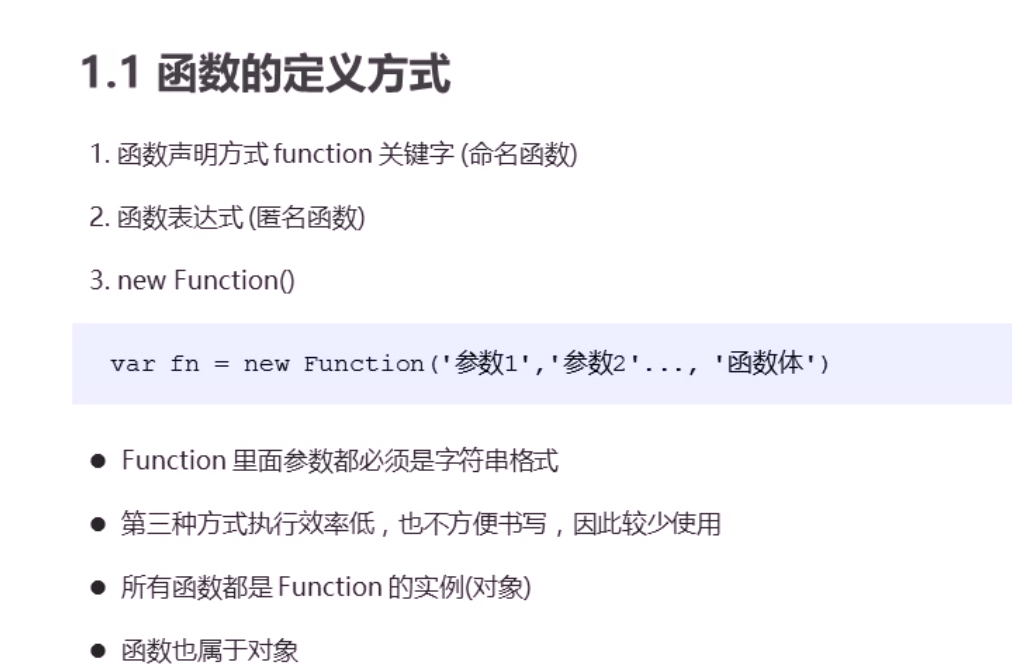 1.1 函数的定义方式
1. 函数声明方式 function 关键字 (命名函数)
2. 函数表达式 (匿名函数)
3. new Function()
var fn = new Function('参数1','参数2'..., '函数体')
● Function 里面参数都必须是字符串格式
● 第三种方式执行效率低，也不方便书写，因此较少使用
● 所有函数都是 Function 的实例(对象)
● 函数也属于对象